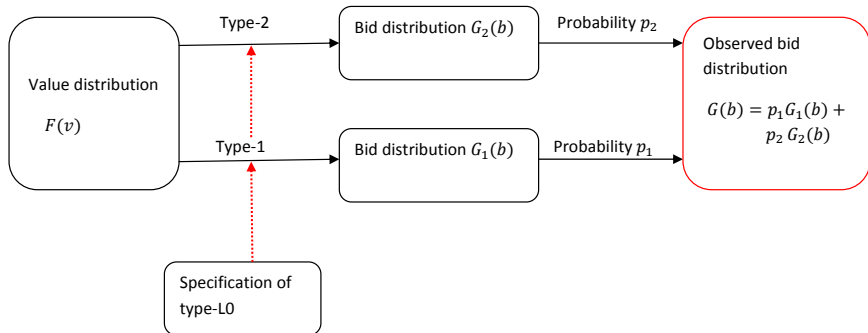 Type-2
Bid distribution 𝐺₂(𝑏)
Probability 𝑝₂
Observed bid
distribution
𝐺(𝑏) = 𝑝₁𝐺₁(𝑏) +
𝑝₂ 𝐺₂(𝑏)
Value distribution
𝐹(𝑣)
Type-1
Bid distribution 𝐺₁(𝑏)
Probability 𝑝₁
Specification of
type-L0